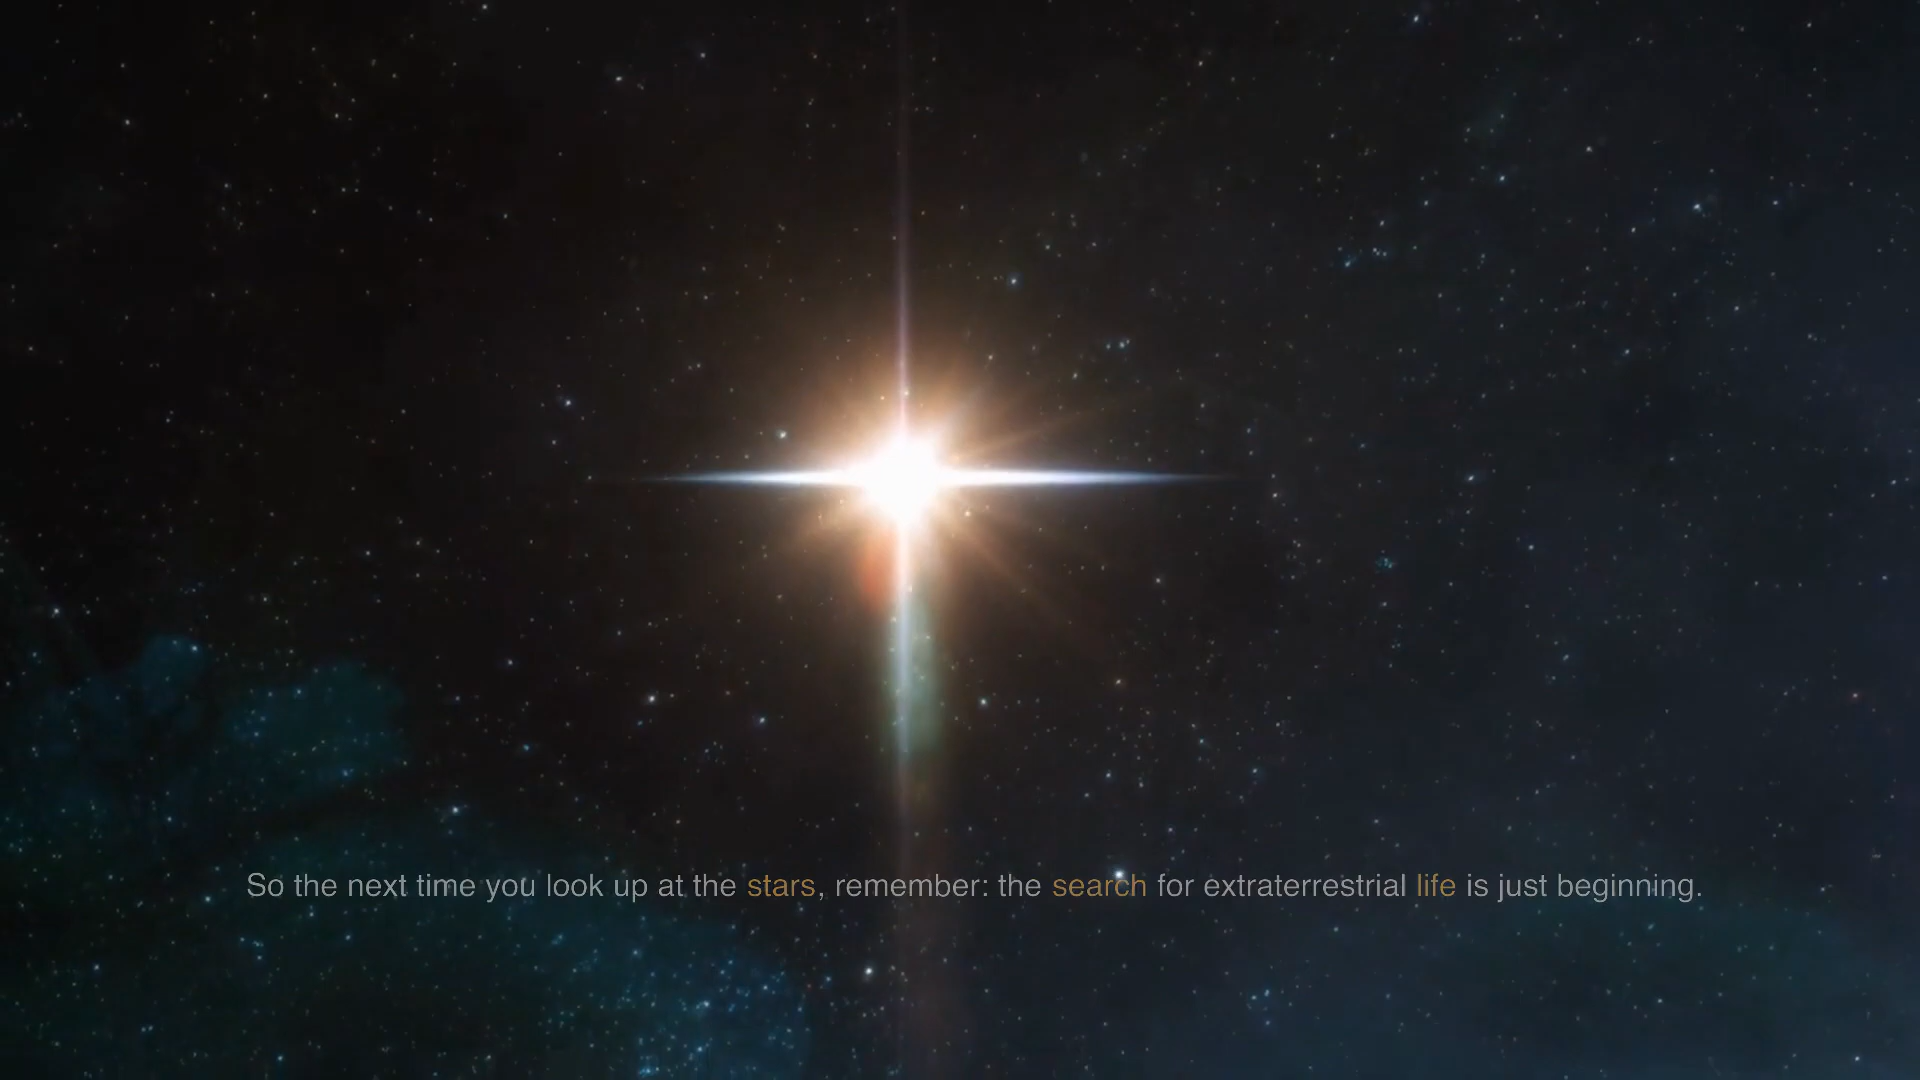 So the next time you look up at the stars, remember: the search for extraterrestrial life is just beginning.